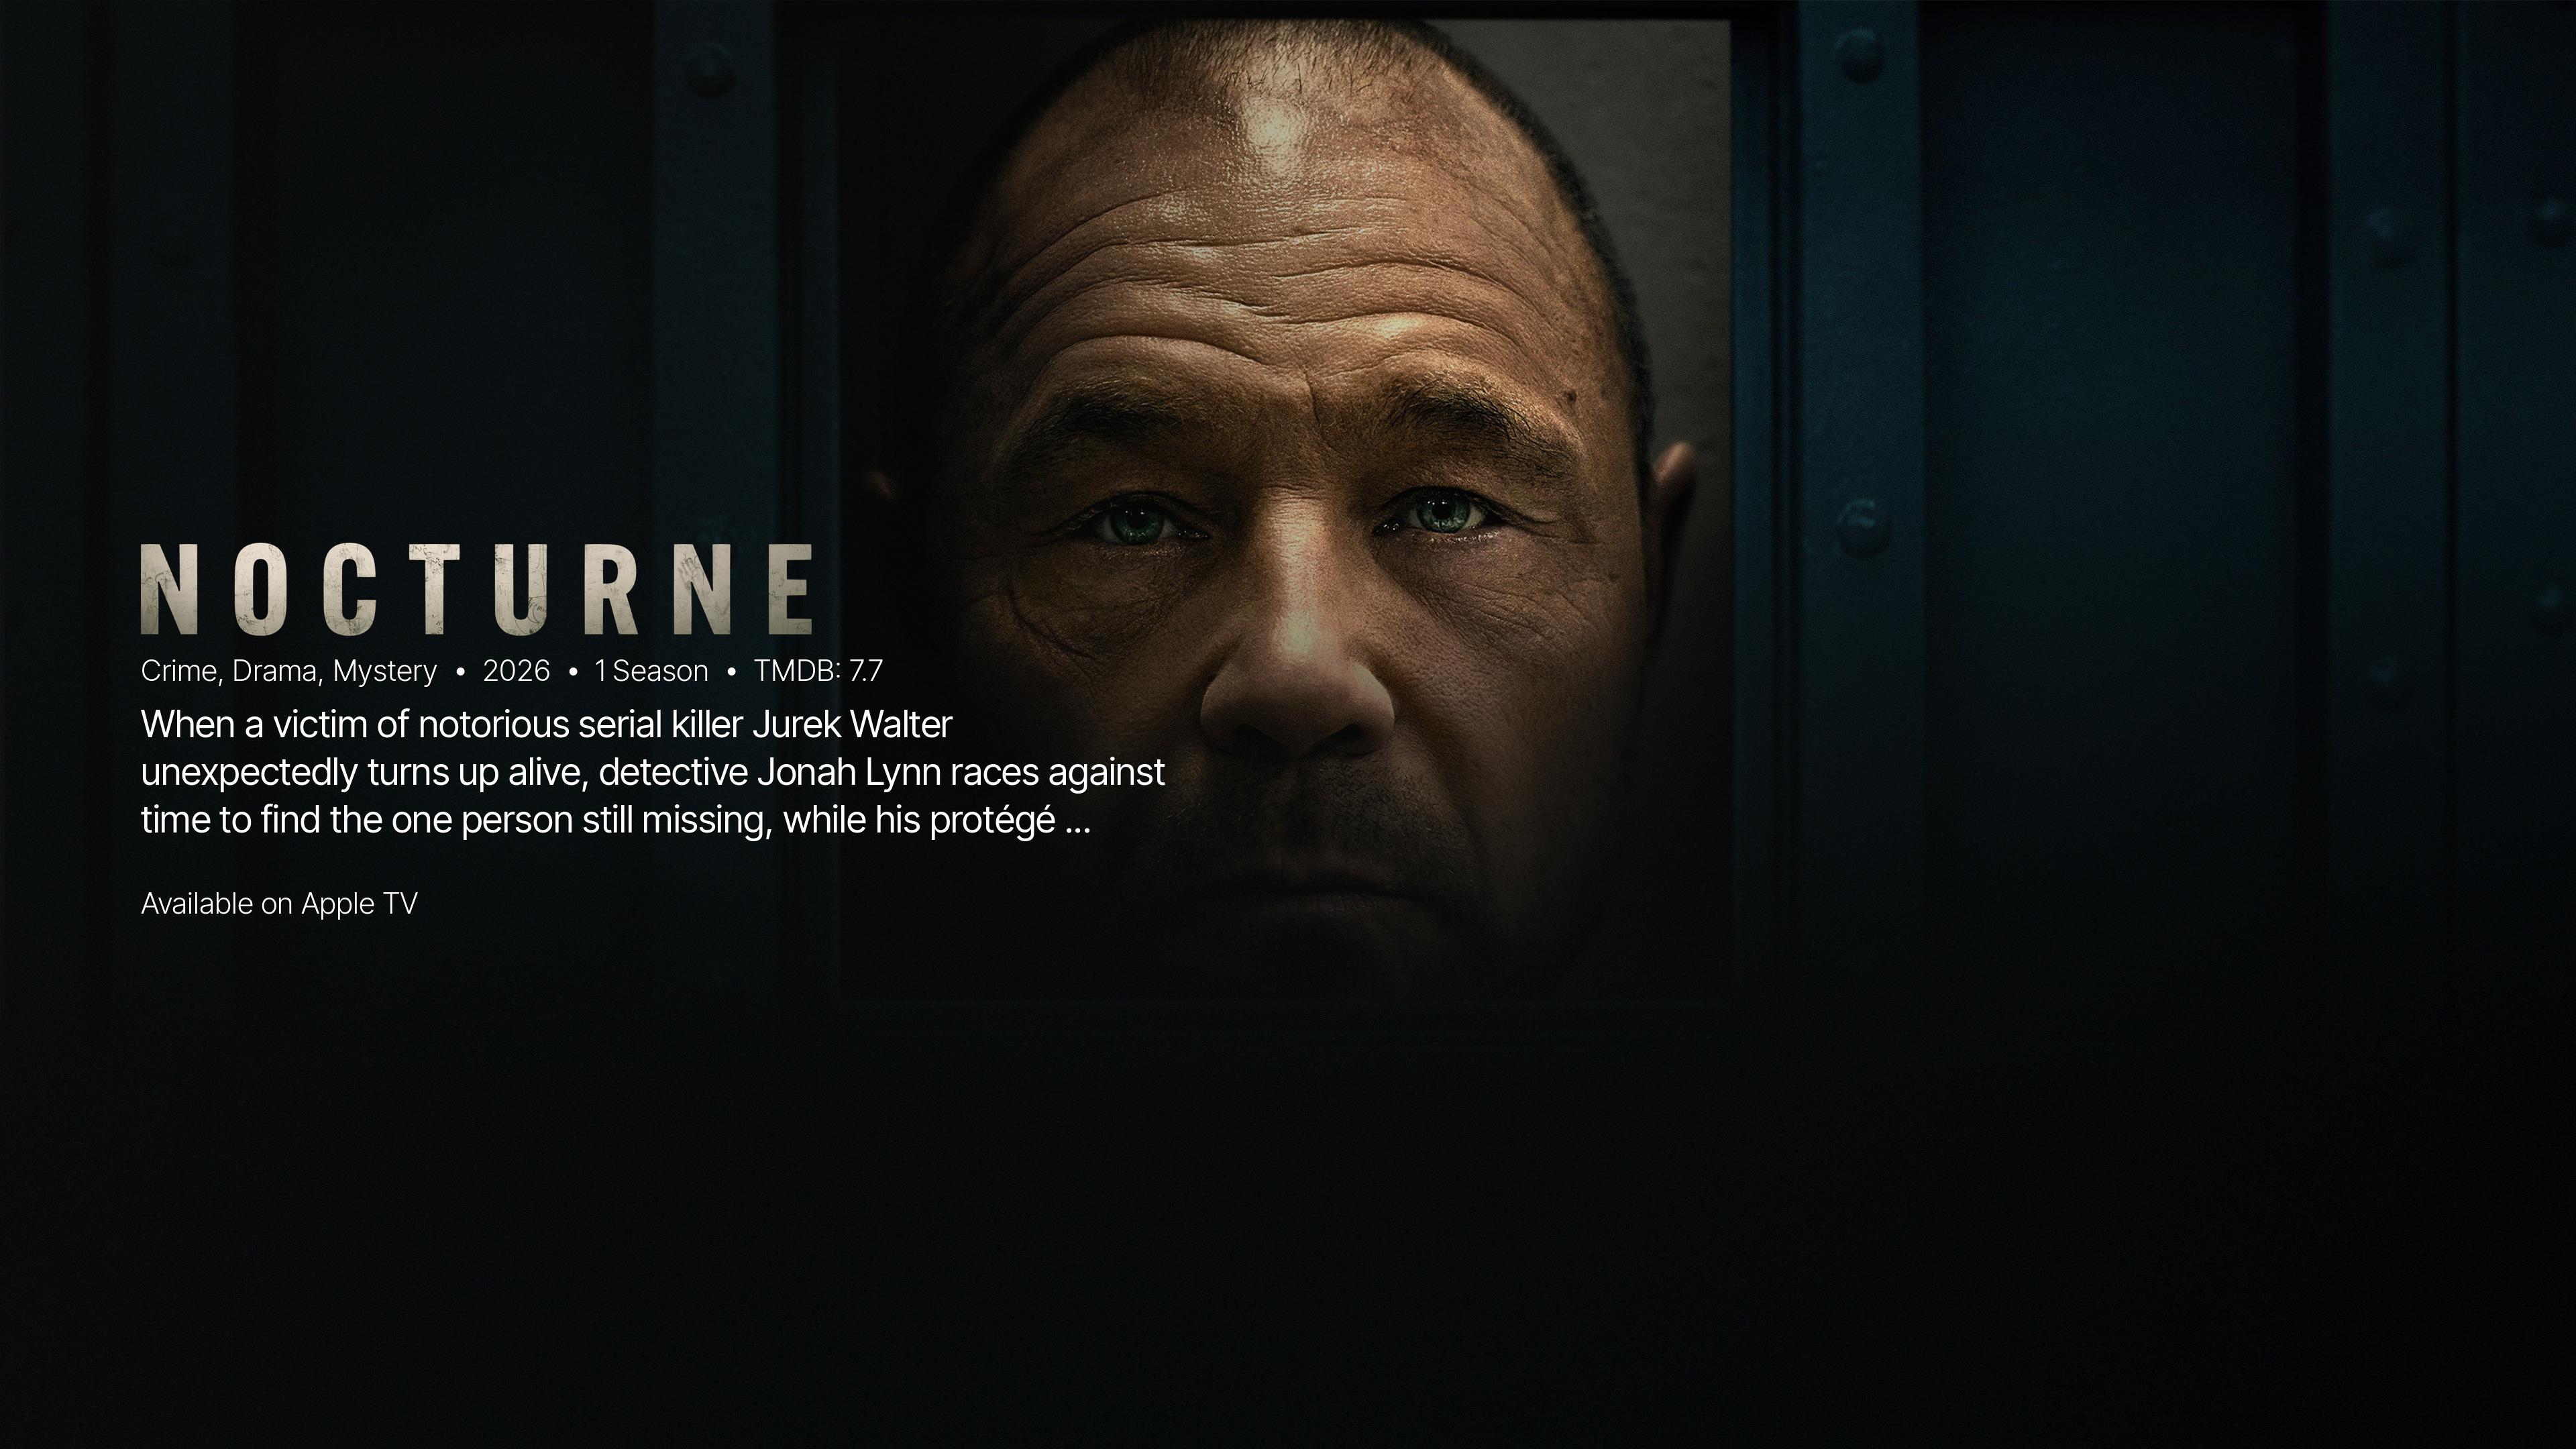 NOCTURNE
Crime, Drama, Mystery • 2026 • 1 Season • TMDB: 7.7
When a victim of notorious serial killer Jurek Walter
unexpectedly turns up alive, detective Jonah Lynn races against
time to find the one person still missing, while his protégé ...
Available on Apple TV